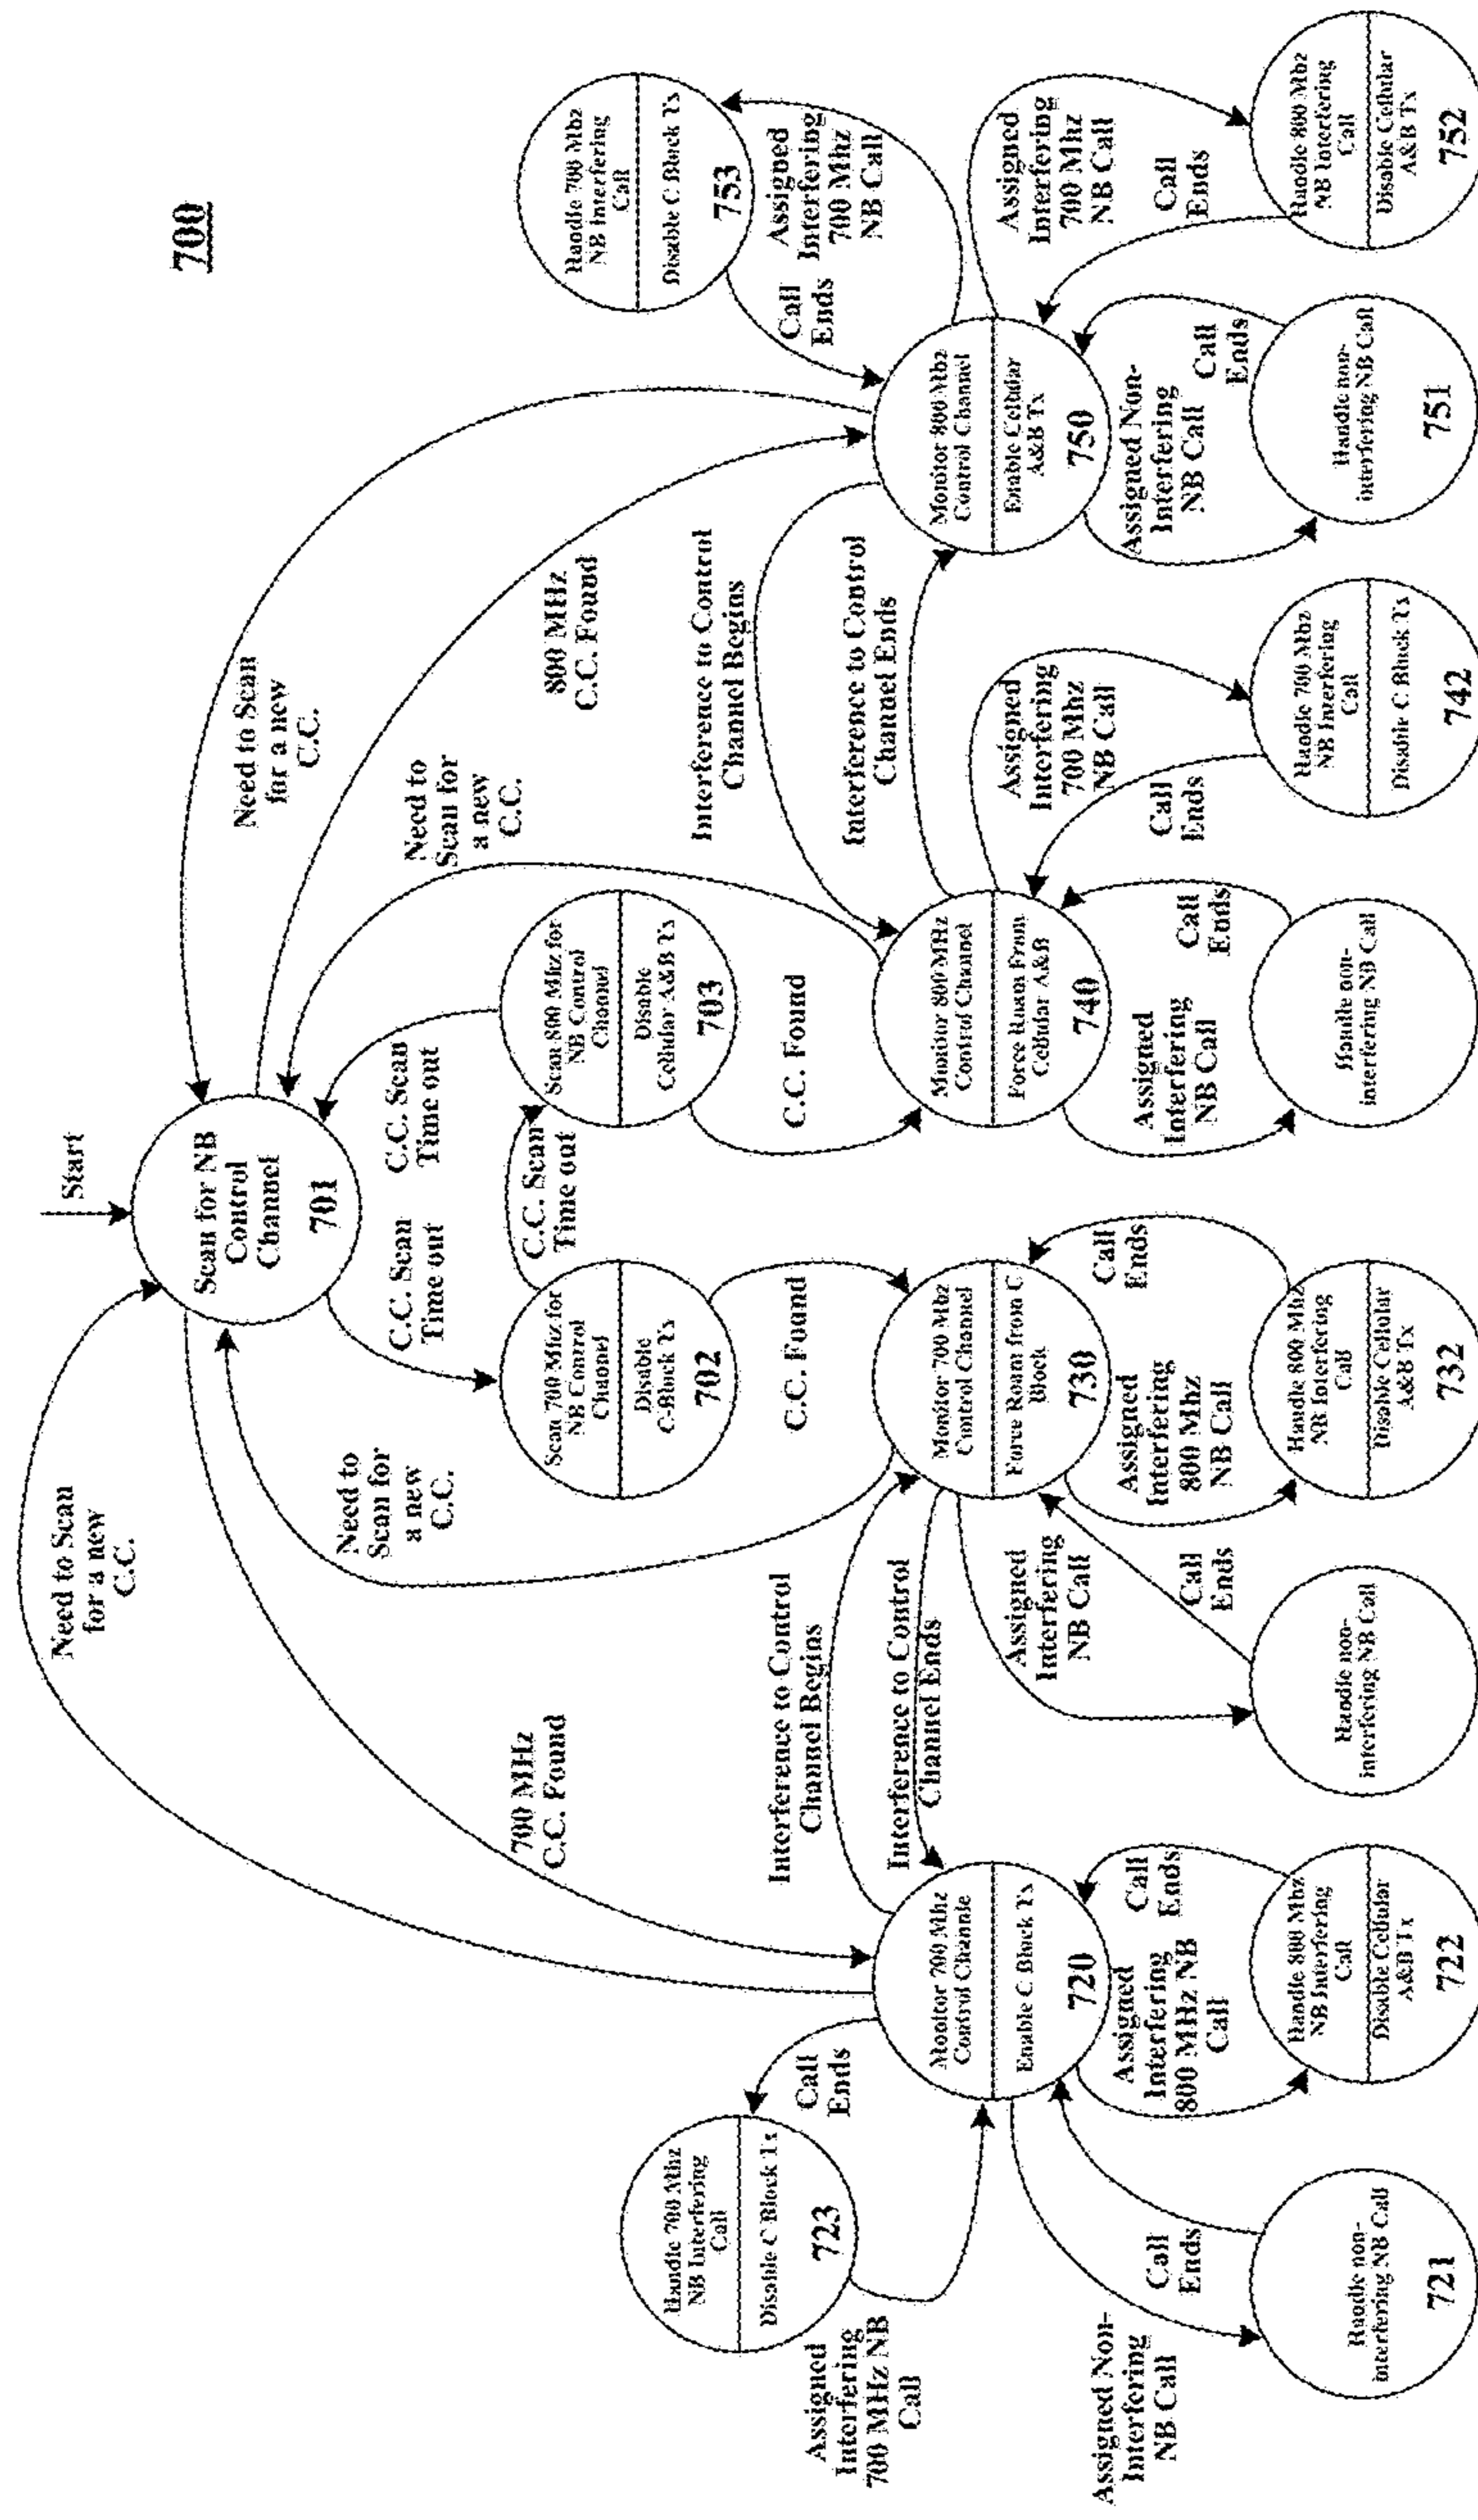 700
Start
Scan for NB
Control
Channel
701
Need to Scan
for a new
C.C.
Need to Scan
for a new
C.C.
700 MHz
C.C. Found
800 MHz
C.C. Found
Need to
Scan for
a new
C.C.
C.C. Scan
Time out
C.C. Scan
Time out
Need to
Scan for
a new
C.C.
Scan 700 Mhz for
NB Control
Channel
Disable
C-Block Tx
702
C.C. Scan
Time out
Scan 800 Mhz for
NB Control
Channel
Disable
Cellular A&B Tx
703
C.C. Found
C.C. Found
Handle 700 Mhz
NB Interfering
Call
Disable C Block Tx
723
Call
Ends
Assigned
Interfering
700 MHz NB
Call
Monitor 700 Mhz
Control Channle
Enable C Block Tx
720
Interference to Control
Channel Begins
Interference to Control
Channel Ends
Monitor 700 Mhz
Control Channel
Force Roam from C
Block
730
Monitor 800 MHz
Control Channel
Force Roam From
Cellular A&B
740
Interference to Control
Channel Begins
Interference to Control
Channel Ends
Monitor 800 Mhz
Control Channel
Enable Cellular
A&B Tx
750
Handle 700 Mhz
NB Interfering
Call
Disable C Block Tx
753
Call
Ends
Assigned
Interfering
700 Mhz
NB Call
Assigned Non-
Interfering
NB Call
Call
Ends
Assigned
Interfering
800 MHz NB
Call
Call
Ends
Assigned
Interfering
NB Call
Call
Ends
Assigned
Interfering
800 Mhz
NB Call
Call
Ends
Assigned
Interfering
NB Call
Call
Ends
Call
Ends
Assigned
Interfering
700 Mhz
NB Call
Assigned Non-
Interfering
NB Call
Call
Ends
Call
Ends
Assigned
Interfering
700 Mhz
NB Call
Handle non-
interfering NB Call
721
Handle 800 Mhz
NB Interfering
Call
Disable Cellular
A&B Tx
722
Handle non-
interfering NB Call
Handle 800 Mhz
NB Interfering
Call
Disable Cellular
A&B Tx
732
Handle non-
interfering NB Call
Handle 700 Mhz
NB Interfering
Call
Disable C Block Tx
742
Handle non-
interfering NB Call
751
Handle 800 Mhz
NB Interfering
Call
Disable Cellular
A&B Tx
752